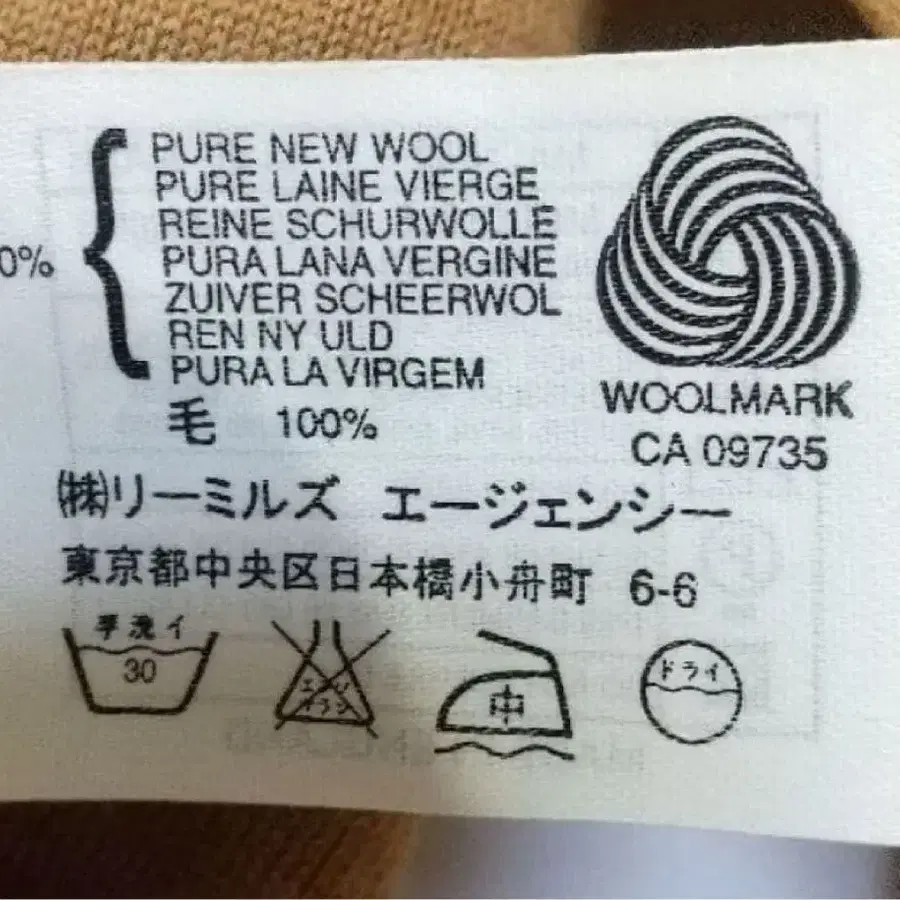 0%
PURE NEW WOOL
PURE LAINE VIERGE
REINE SCHURWOLLE
PURA LANA VERGINE
ZUIVER SCHEERWOL
REN NY ULD
PURA LA VIRGEM
毛 100%
WOOLMARK
CA 09735
㈱リーミルズ エージェンシー
東京都中央区日本橋小舟町 6-6
手洗イ
30
エンソ
中
ドライ